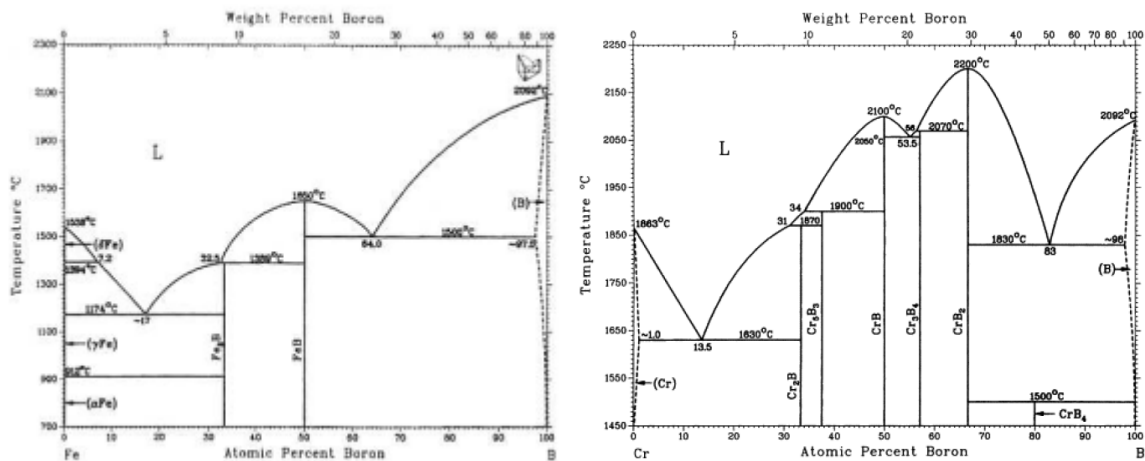 Weight Percent Boron
0 5 10 20 30 40 60 80 100
2300
2100
1900
1700
1500
1300
1100
900
700
Temperature °C
L
2092°C
1650°C
(B)
1538°C
(δFe)
7.2
1394°C
32.5
1389°C
1500°C
64.0
1174°C
~17
(γFe)
Fe2B
FeB
912°C
(αFe)
0 10 20 30 40 50 60 70 80 90 100
Fe
Atomic Percent Boron
B
Weight Percent Boron
0 5 10 20 30 40 50 60 70 80 100
2250
2150
2050
1950
1850
1750
1650
1550
1450
Temperature °C
L
2200°C
2100°C
2092°C
56
2070°C
53.5
34
1900°C
31
1870
1863°C
1830°C
83
~98
(B)
~1.0
1630°C
13.5
(Cr)
Cr2B
Cr5B3
CrB
Cr3B4
CrB2
1500°C
CrB4
0 10 20 30 40 50 60 70 80 90 100
Cr
Atomic Percent Boron
B